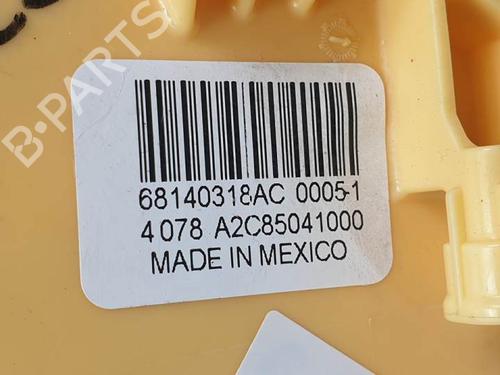 B-PARTS
68140318AC 0005-1
4 078 A2C85041000
MADE IN MEXICO